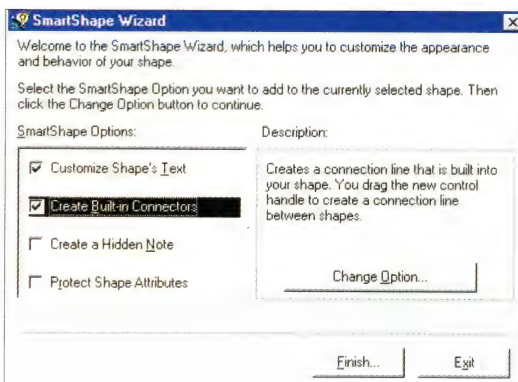 SmartShape Wizard
Welcome to the SmartShape Wizard, which helps you to customize the appearance
and behavior of your shape.
Select the SmartShape Option you want to add to the currently selected shape. Then
click the Change Option button to continue.
SmartShape Options:
Description:
Customize Shape's Text
Create Built-in Connectors
Create a Hidden Note
Protect Shape Attributes
Creates a connection line that is built into
your shape. You drag the new control
handle to create a connection line
between shapes.
Change Option...
Finish...
Exit